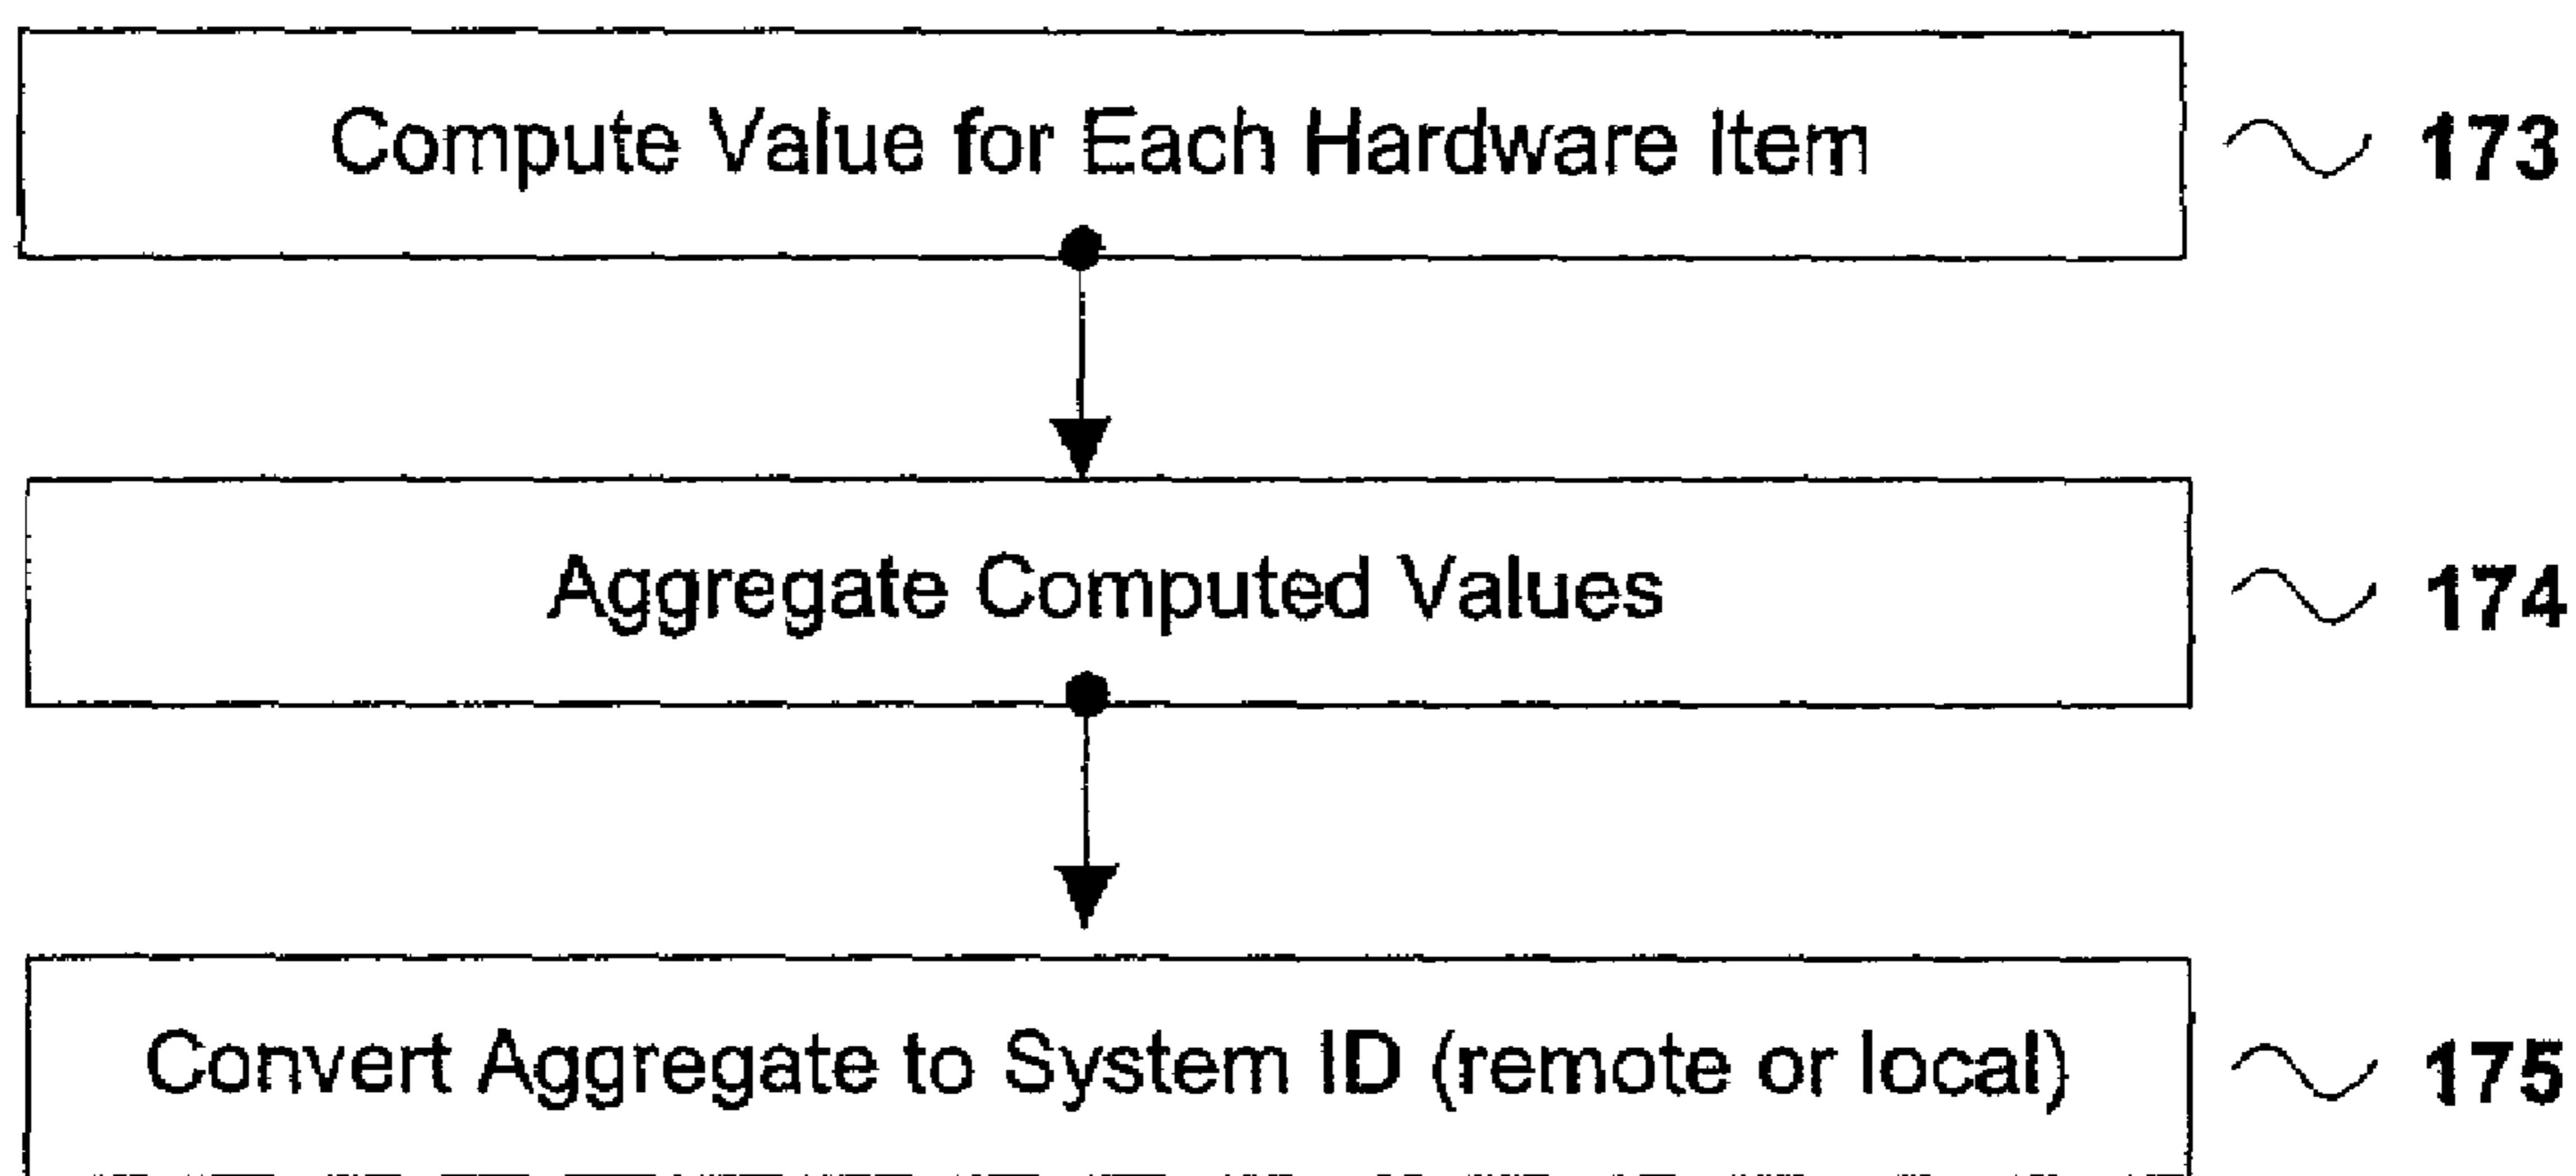 Compute Value for Each Hardware Item 173
Aggregate Computed Values 174
Convert Aggregate to System ID (remote or local) 175